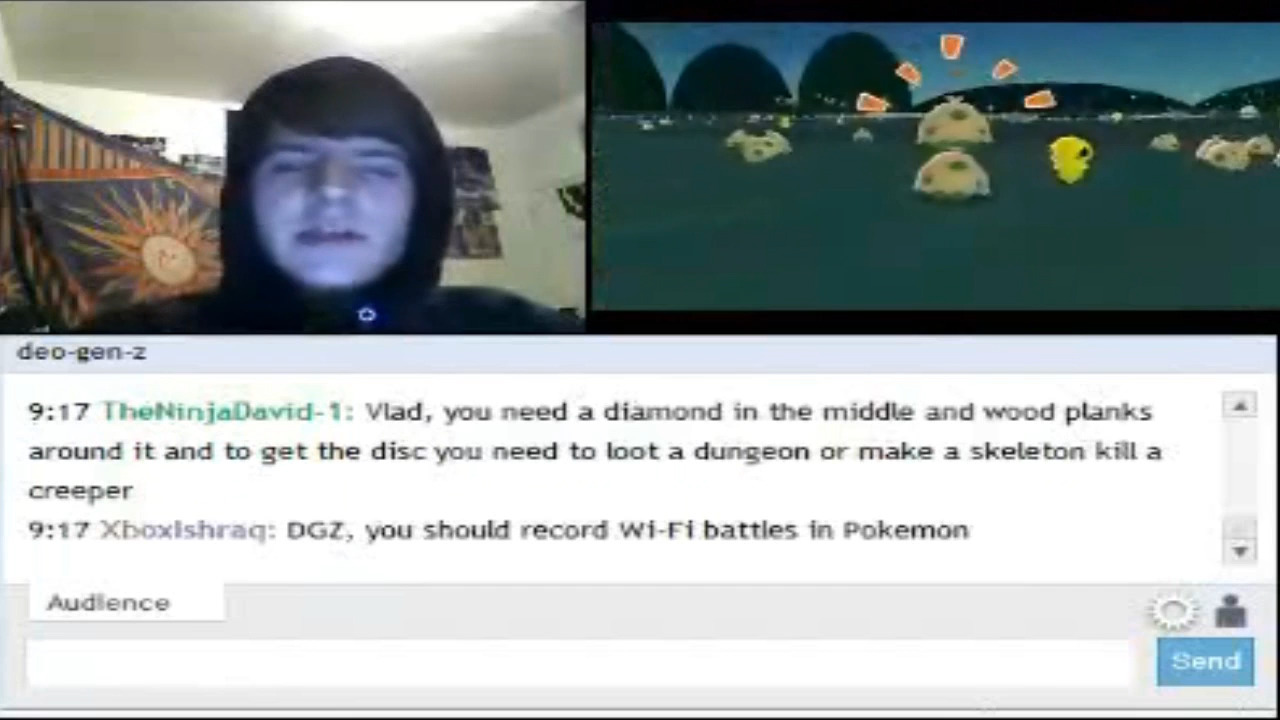 deo-gen-z
9:17 TheNinjaDavid-1: Vlad, you need a diamond in the middle and wood planks
around it and to get the disc you need to loot a dungeon or make a skeleton kill a
creeper
9:17 XboxIshraq: DGZ, you should record Wi-Fi battles in Pokemon
Audience
Send